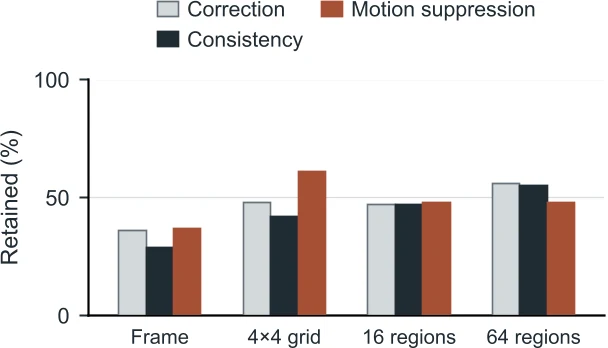 Correction Motion suppression
Consistency
Retained (%)
100
50
0
Frame 4×4 grid 16 regions 64 regions